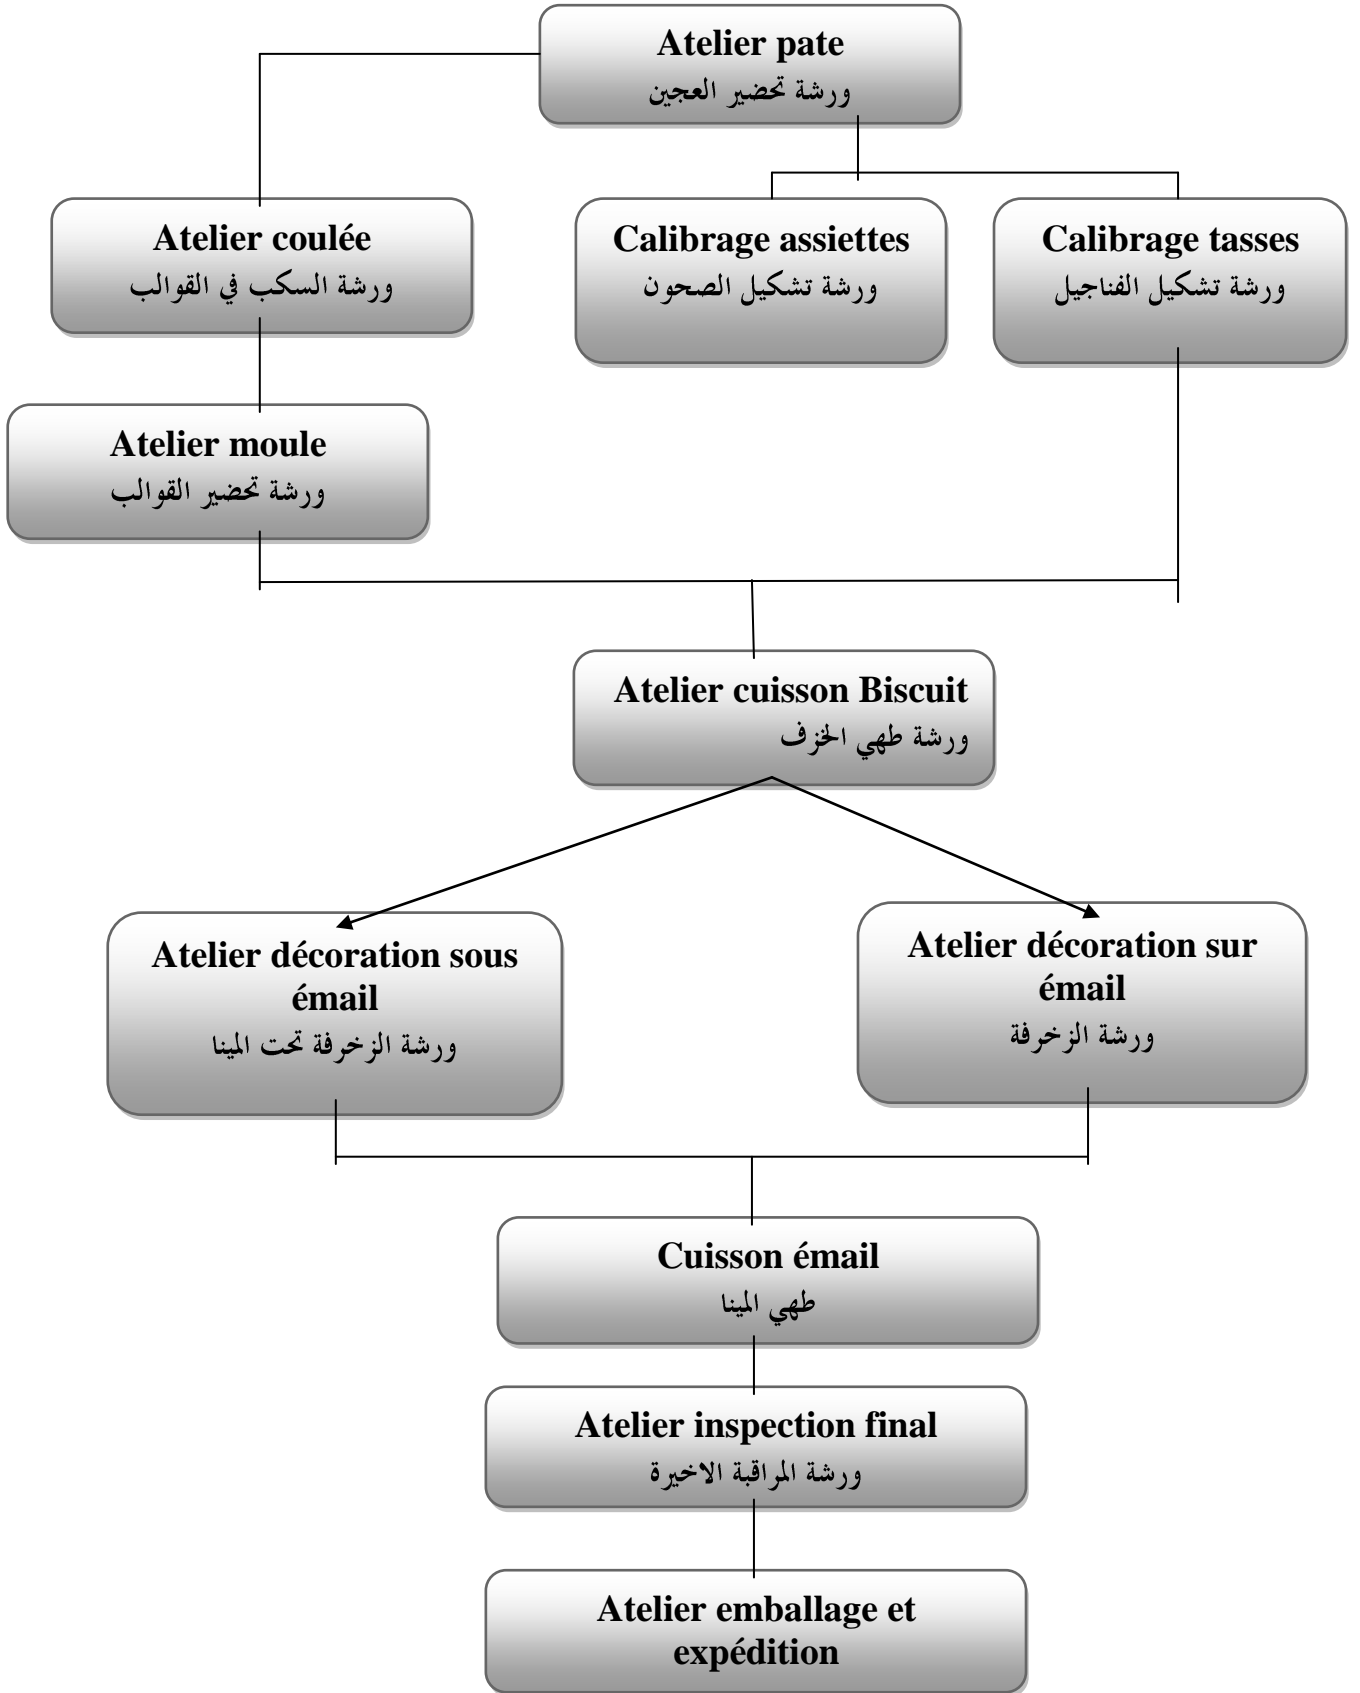 Atelier pate
ورشة تحضير العجين
Atelier coulée
ورشة السكب في القوالب
Calibrage assiettes
ورشة تشكيل الصحون
Calibrage tasses
ورشة تشكيل الفناجيل
Atelier moule
ورشة تحضير القوالب
Atelier cuisson Biscuit
ورشة طهي الخزف
Atelier décoration sous
émail
ورشة الزخرفة تحت المينا
Atelier décoration sur
émail
ورشة الزخرفة
Cuisson émail
طهي المينا
Atelier inspection final
ورشة المراقبة الاخيرة
Atelier emballage et
expédition